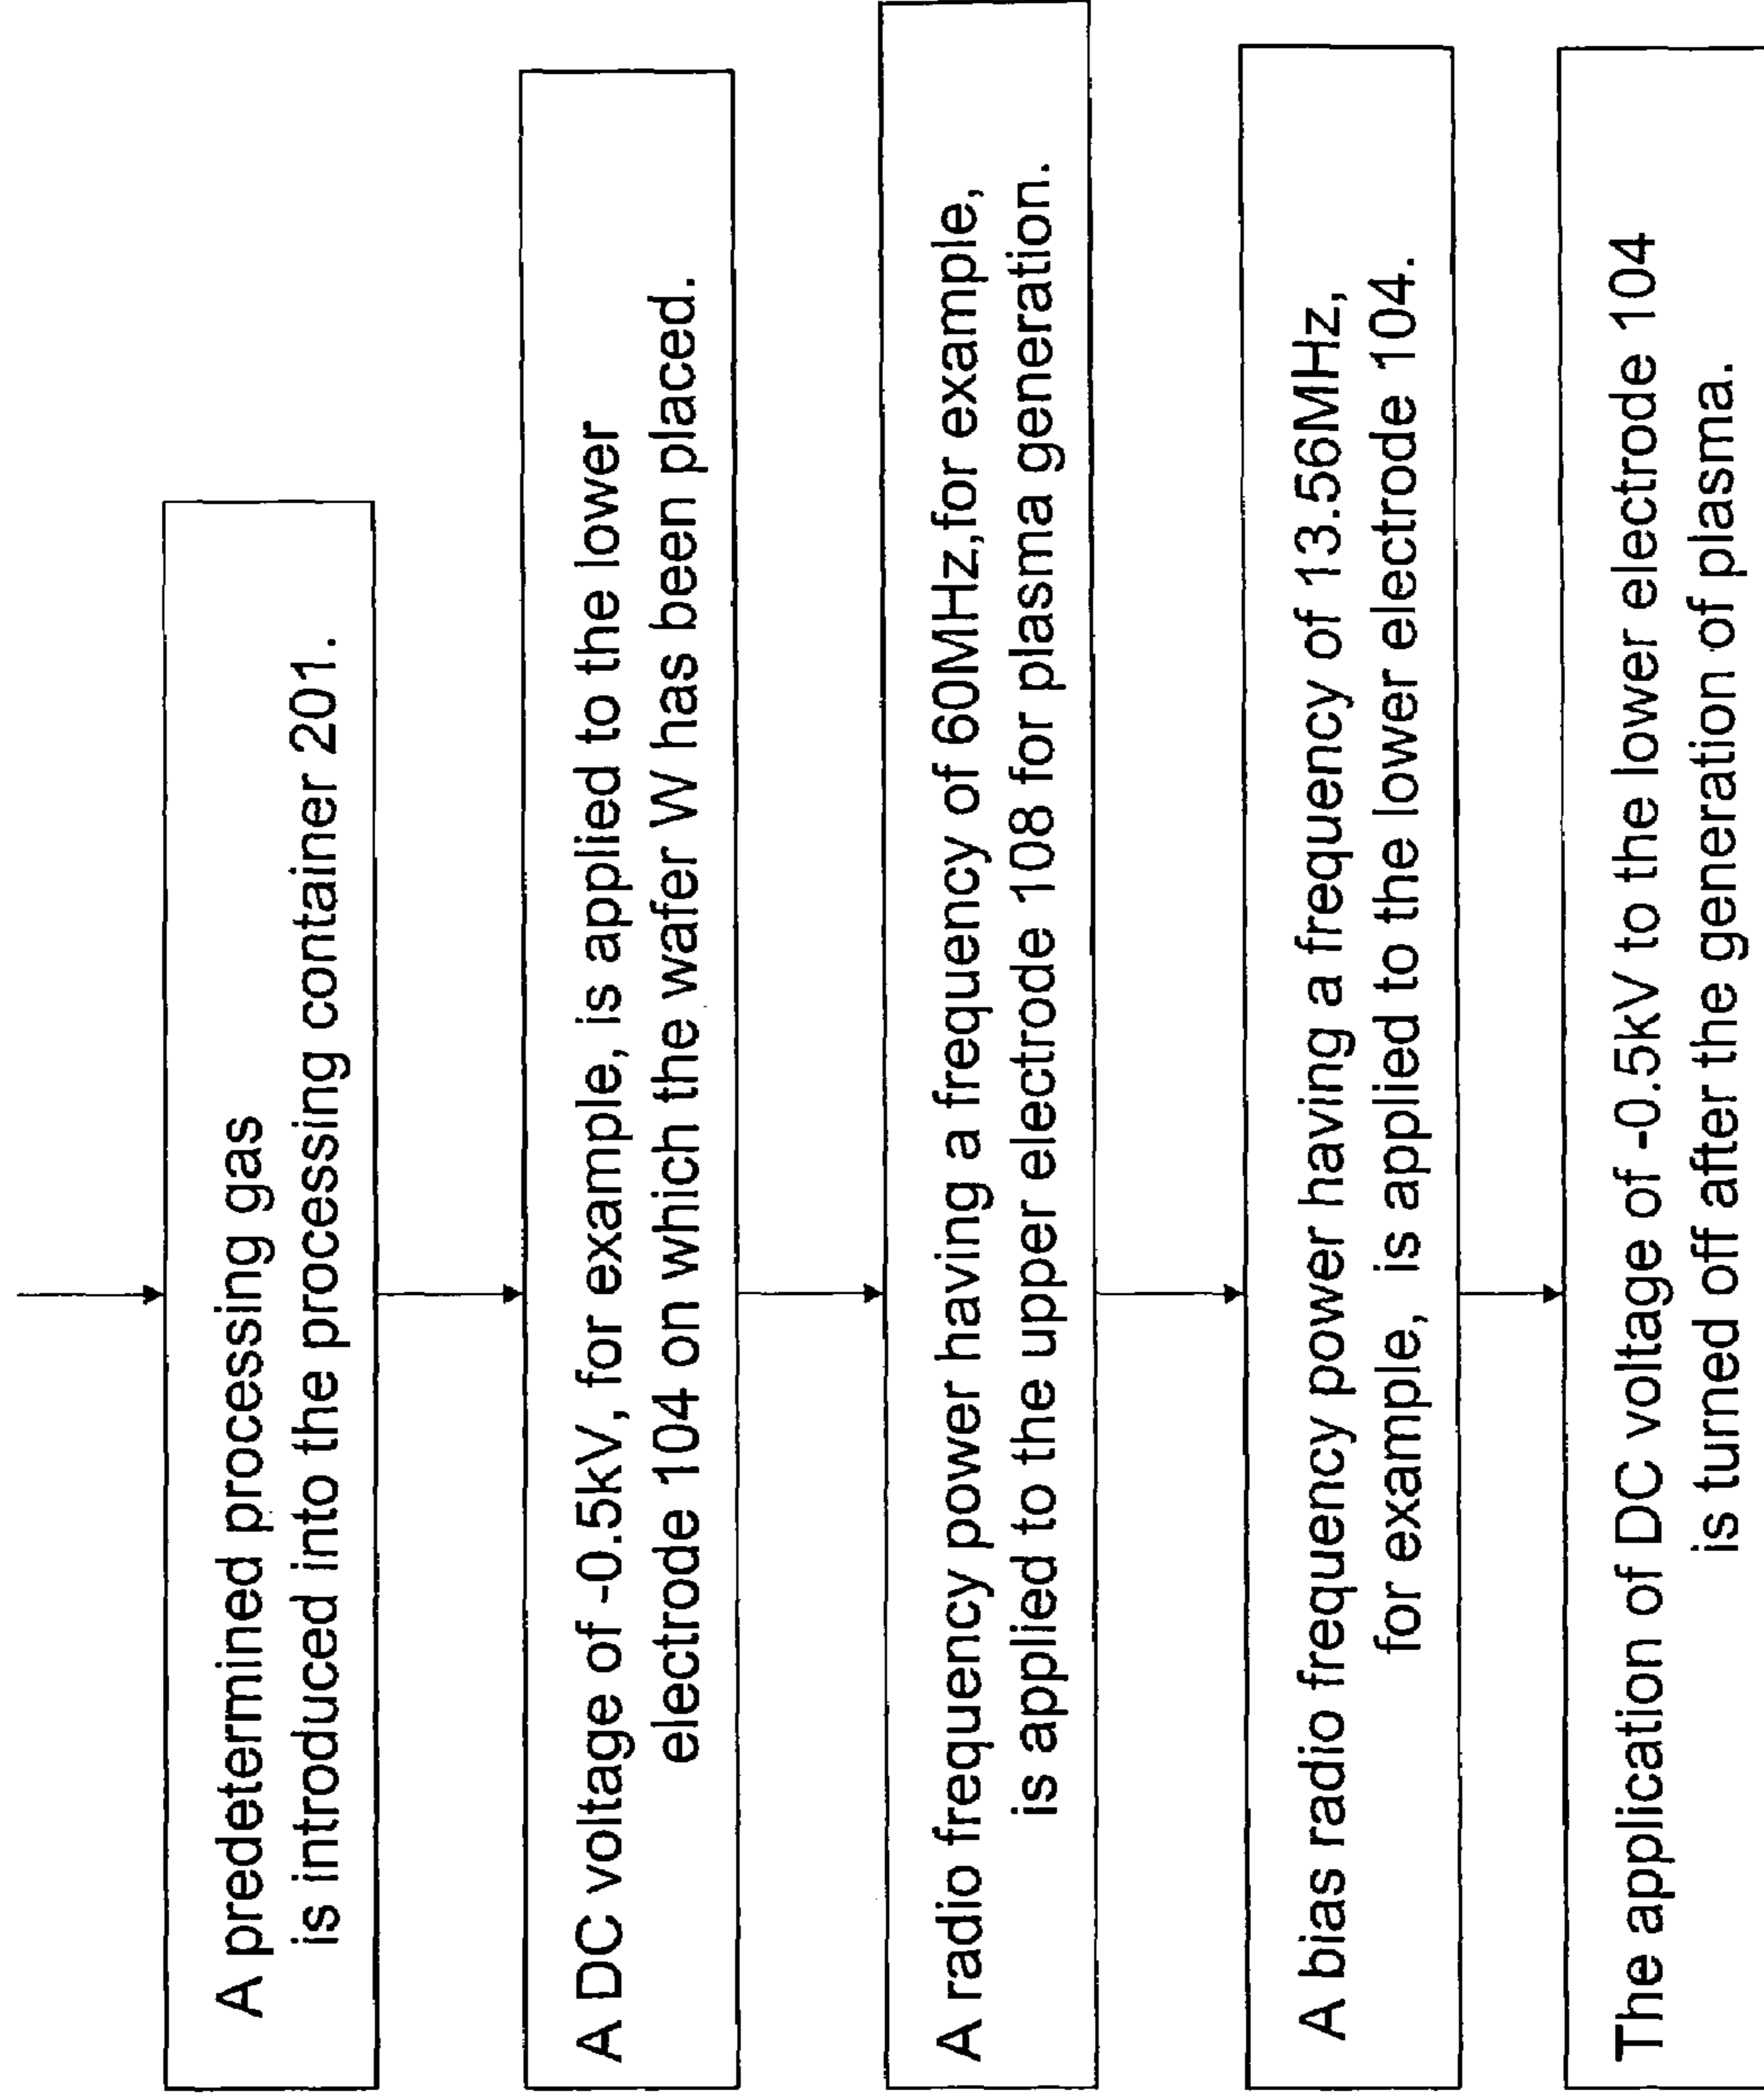 A predetermined processing gas
is introduced into the processing container 201.
A DC voltage of -0.5kV, for example, is applied to the lower
electrode 104 on which the wafer W has been placed.
A radio frequency power having a frequency of 60MHz,for example,
is applied to the upper electrode 108 for plasma generation.
A bias radio frequency power having a frequency of 13.56MHz,
for example, is applied to the lower electrode 104.
The application of DC voltage of -0.5kV to the lower electrode 104
is turned off after the generation of plasma.